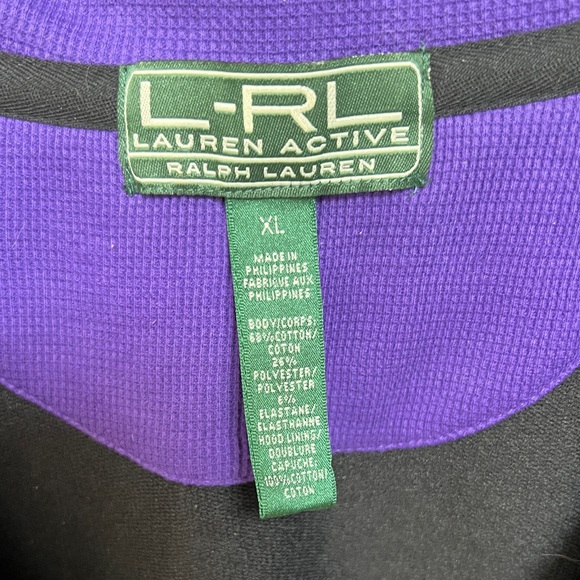 L-RL
LAUREN ACTIVE
RALPH LAUREN
XL
MADE IN
PHILIPPINES
FABRIQUE AUX
PHILIPPINES
BODY/CORPS:
68%COTTON/
COTON
26%
POLYESTER/
POLYESTER
6%
ELASTANE/
ELASTHANNE
HOOD LINING/
DOUBLURE
CAPUCHE:
100%COTTON/
COTON